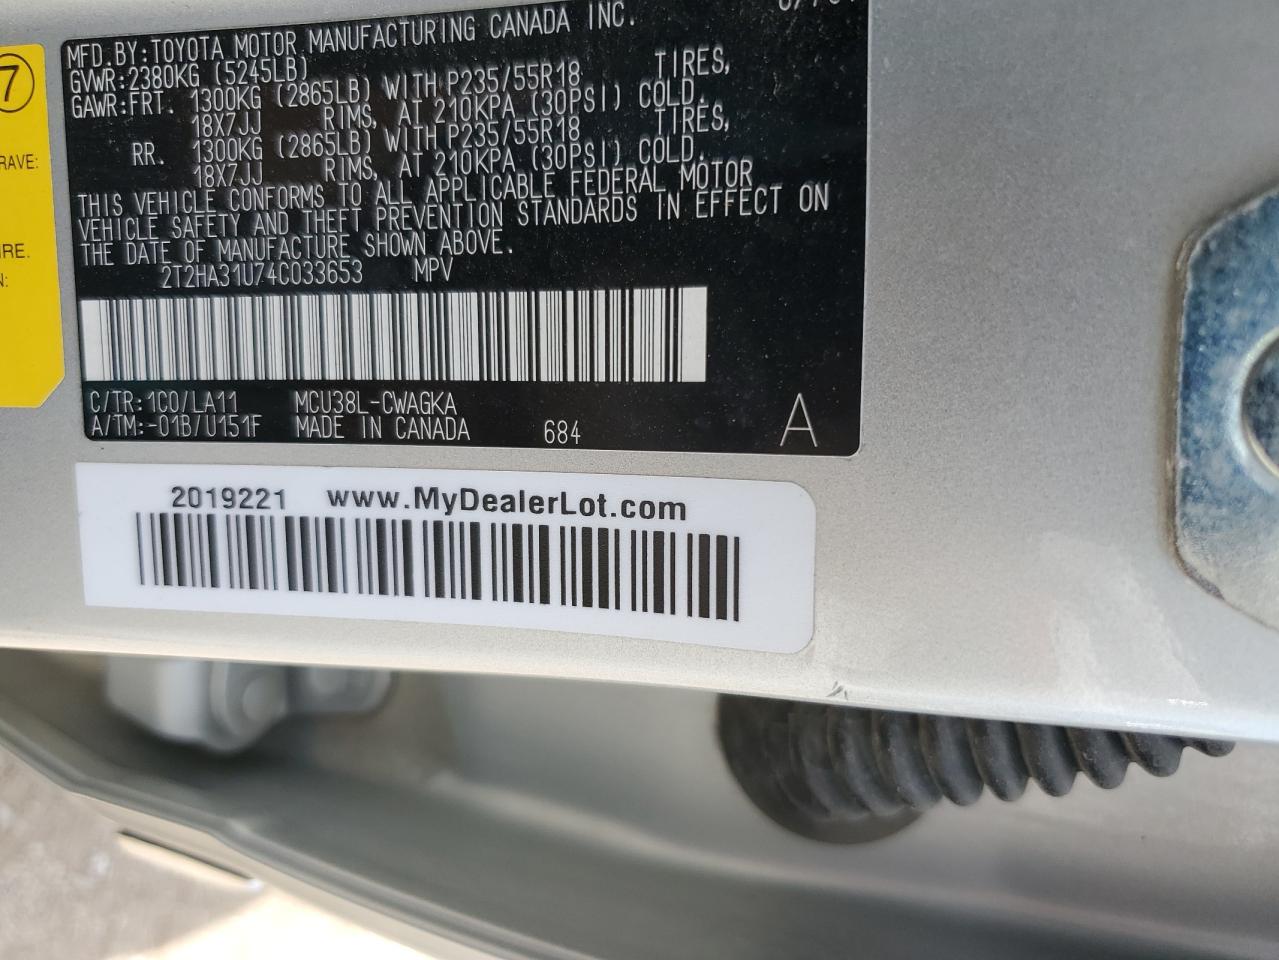 MFD.BY:TOYOTA MOTOR MANUFACTURING CANADA INC.
GVWR:2380KG (5245LB)
GAWR:FRT. 1300KG (2865LB) WITH P235/55R18 TIRES,
18X7JJ RIMS, AT 210KPA (30PSI) COLD.
RR. 1300KG (2865LB) WITH P235/55R18 TIRES,
18X7JJ RIMS, AT 210KPA (30PSI) COLD.
THIS VEHICLE CONFORMS TO ALL APPLICABLE FEDERAL MOTOR
VEHICLE SAFETY AND THEFT PREVENTION STANDARDS IN EFFECT ON
THE DATE OF MANUFACTURE SHOWN ABOVE.
2T2HA31U74C033653 MPV
C/TR:1C0/LA11 MCU38L-CWAGKA
A/TM:-01B/U151F MADE IN CANADA 684 A
2019221 www.MyDealerLot.com
7
RAVE:
IRE.
N: